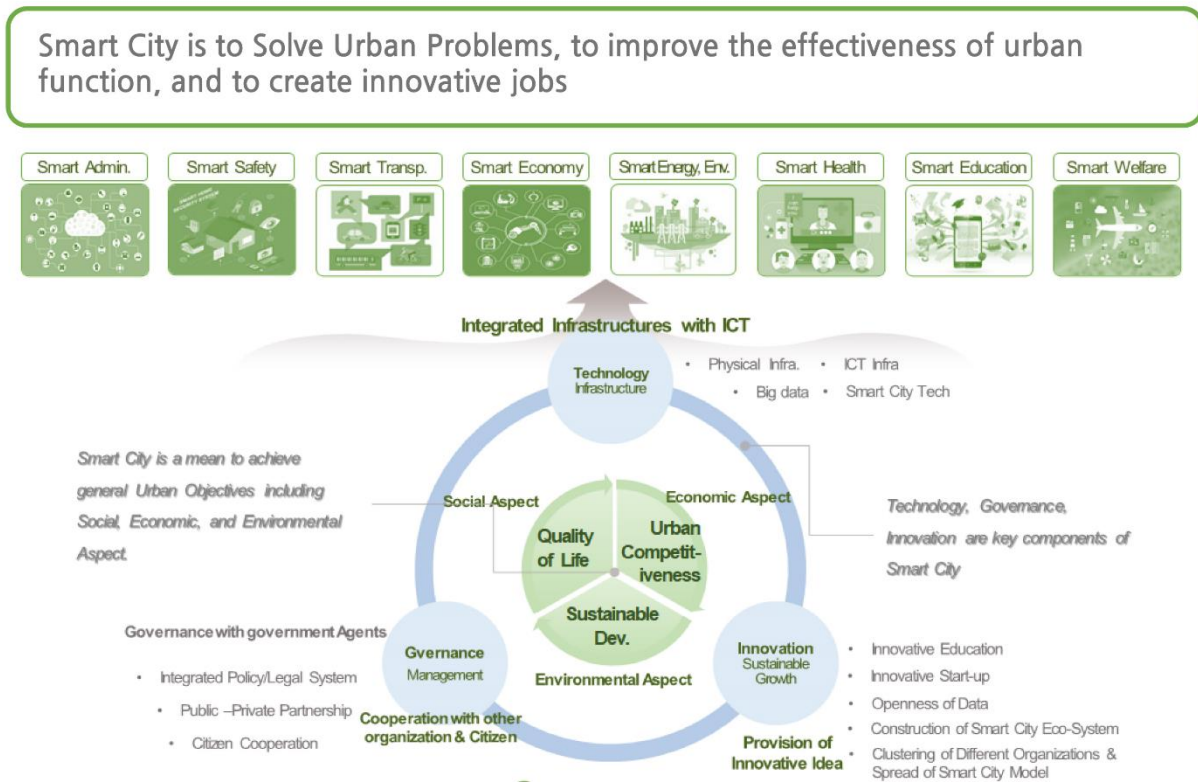 Smart City is to Solve Urban Problems, to improve the effectiveness of urban
function, and to create innovative jobs
Smart Admin.
Smart Safety
Smart Transp.
Smart Economy
Smart Energy, Env.
Smart Health
Smart Education
Smart Welfare
Integrated Infrastructures with ICT
Technology
Infrastructure
• Physical Infra. • ICT Infra
• Big data • Smart City Tech
Smart City is a mean to achieve
general Urban Objectives including
Social, Economic, and Environmental
Aspect.
Social Aspect
Economic Aspect
Quality
of Life
Urban
Competit-
iveness
Sustainable
Dev.
Environmental Aspect
Technology, Governance,
Innovation are key components of
Smart City
Governance with government Agents
• Integrated Policy/Legal System
• Public –Private Partnership
• Citizen Cooperation
Gvernance
Management
Cooperation with other
organization & Citizen
Innovation
Sustainable
Growth
Provision of
Innovative Idea
• Innovative Education
• Innovative Start-up
• Openness of Data
• Construction of Smart City Eco-System
• Clustering of Different Organizations &
Spread of Smart City Model